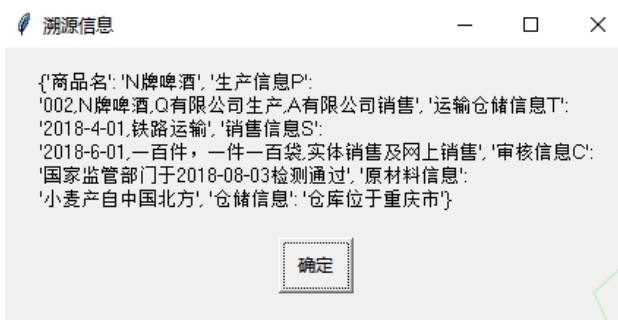 溯源信息
{'商品名': 'N牌啤酒', '生产信息P':
'002,N牌啤酒,Q有限公司生产,A有限公司销售', '运输仓储信息T':
'2018-4-01,铁路运输', '销售信息S':
'2018-6-01,一百件，一件一百袋,实体销售及网上销售', '审核信息C':
'国家监管部门于2018-08-03检测通过', '原材料信息':
'小麦产自中国北方', '仓储信息': '仓库位于重庆市'}
确定